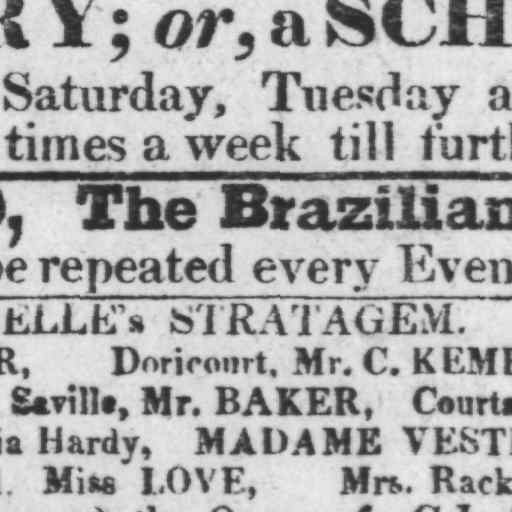 RY; or, a SCH
Saturday, Tuesday a
times a week till furth
, The Brazilian
be repeated every Even
ELLE's STRATAGEM.
R, Doricourt, Mr. C. KEMB
Saville, Mr. BAKER, Courta
ia Hardy, MADAME VEST
Miss LOVE, Mrs. Rack